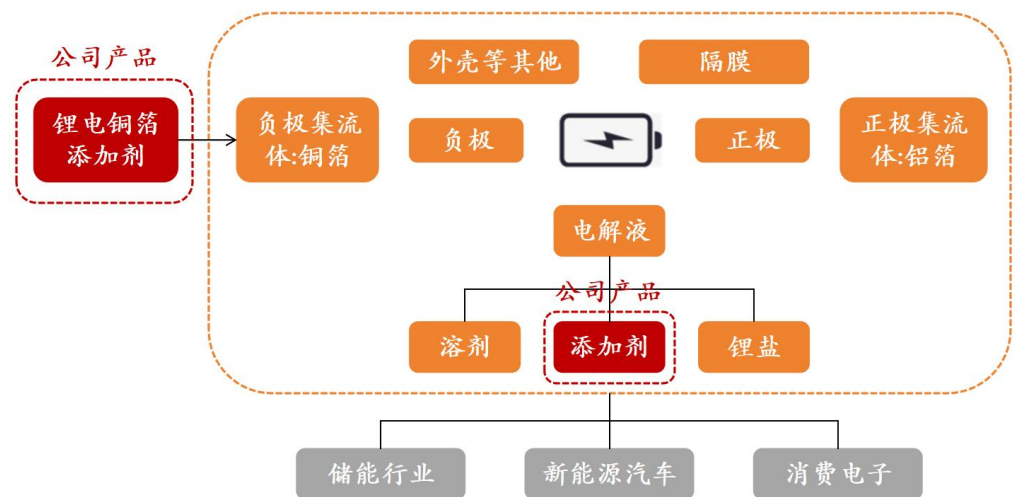 公司产品
外壳等其他
隔膜
锂电铜箔
添加剂
负极集流
体:铜箔
负极
正极
正极集流
体:铝箔
电解液
公司产品
溶剂
添加剂
锂盐
储能行业
新能源汽车
消费电子